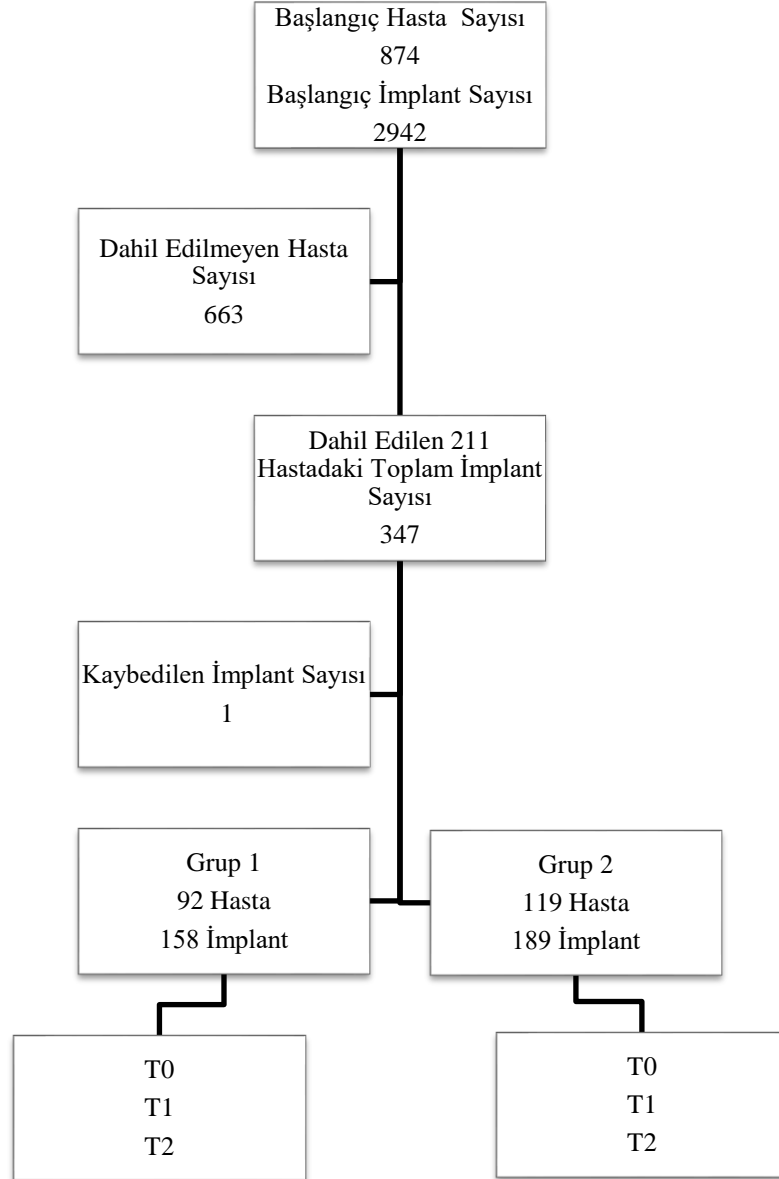 Başlangıç Hasta Sayısı
874
Başlangıç İmplant Sayısı
2942
Dahil Edilmeyen Hasta
Sayısı
663
Dahil Edilen 211
Hastadaki Toplam İmplant
Sayısı
347
Kaybedilen İmplant Sayısı
1
Grup 1
92 Hasta
158 İmplant
Grup 2
119 Hasta
189 İmplant
T0
T1
T2
T0
T1
T2